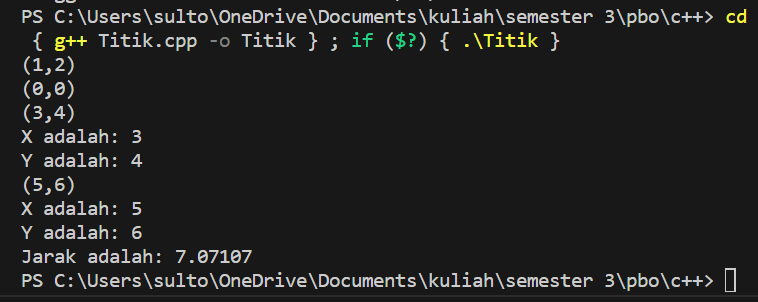 PS C:\Users\sulto\OneDrive\Documents\kuliah\semester 3\pbo\c++> cd
{ g++ Titik.cpp -o Titik } ; if ($?) { .\Titik }
(1,2)
(0,0)
(3,4)
X adalah: 3
Y adalah: 4
(5,6)
X adalah: 5
Y adalah: 6
Jarak adalah: 7.07107
PS C:\Users\sulto\OneDrive\Documents\kuliah\semester 3\pbo\c++>